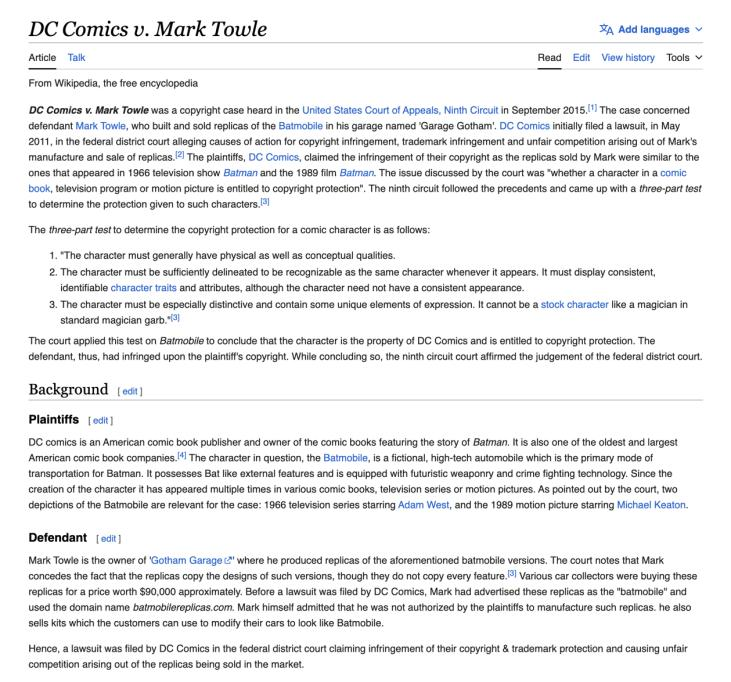 DC Comics v. Mark Towle
Add languages
Article Talk Read Edit View history Tools
From Wikipedia, the free encyclopedia
DC Comics v. Mark Towle was a copyright case heard in the United States Court of Appeals, Ninth Circuit in September 2015.[1] The case concerned
defendant Mark Towle, who built and sold replicas of the Batmobile in his garage named 'Garage Gotham'. DC Comics initially filed a lawsuit, in May
2011, in the federal district court alleging causes of action for copyright infringement, trademark infringement and unfair competition arising out of Mark's
manufacture and sale of replicas.[2] The plaintiffs, DC Comics, claimed the infringement of their copyright as the replicas sold by Mark were similar to the
ones that appeared in 1966 television show Batman and the 1989 film Batman. The issue discussed by the court was "whether a character in a comic
book, television program or motion picture is entitled to copyright protection". The ninth circuit followed the precedents and came up with a three-part test
to determine the protection given to such characters.[3]
The three-part test to determine the copyright protection for a comic character is as follows:
1. "The character must generally have physical as well as conceptual qualities.
2. The character must be sufficiently delineated to be recognizable as the same character whenever it appears. It must display consistent,
identifiable character traits and attributes, although the character need not have a consistent appearance.
3. The character must be especially distinctive and contain some unique elements of expression. It cannot be a stock character like a magician in
standard magician garb."[3]
The court applied this test on Batmobile to conclude that the character is the property of DC Comics and is entitled to copyright protection. The
defendant, thus, had infringed upon the plaintiff's copyright. While concluding so, the ninth circuit court affirmed the judgement of the federal district court.
Background [ edit ]
Plaintiffs [ edit ]
DC comics is an American comic book publisher and owner of the comic books featuring the story of Batman. It is also one of the oldest and largest
American comic book companies.[4] The character in question, the Batmobile, is a fictional, high-tech automobile which is the primary mode of
transportation for Batman. It possesses Bat like external features and is equipped with futuristic weaponry and crime fighting technology. Since the
creation of the character it has appeared multiple times in various comic books, television series or motion pictures. As pointed out by the court, two
depictions of the Batmobile are relevant for the case: 1966 television series starring Adam West, and the 1989 motion picture starring Michael Keaton.
Defendant [ edit ]
Mark Towle is the owner of 'Gotham Garage' where he produced replicas of the aforementioned batmobile versions. The court notes that Mark
concedes the fact that the replicas copy the designs of such versions, though they do not copy every feature.[3] Various car collectors were buying these
replicas for a price worth $90,000 approximately. Before a lawsuit was filed by DC Comics, Mark had advertised these replicas as the "batmobile" and
used the domain name batmobilereplicas.com. Mark himself admitted that he was not authorized by the plaintiffs to manufacture such replicas. he also
sells kits which the customers can use to modify their cars to look like Batmobile.
Hence, a lawsuit was filed by DC Comics in the federal district court claiming infringement of their copyright & trademark protection and causing unfair
competition arising out of the replicas being sold in the market.